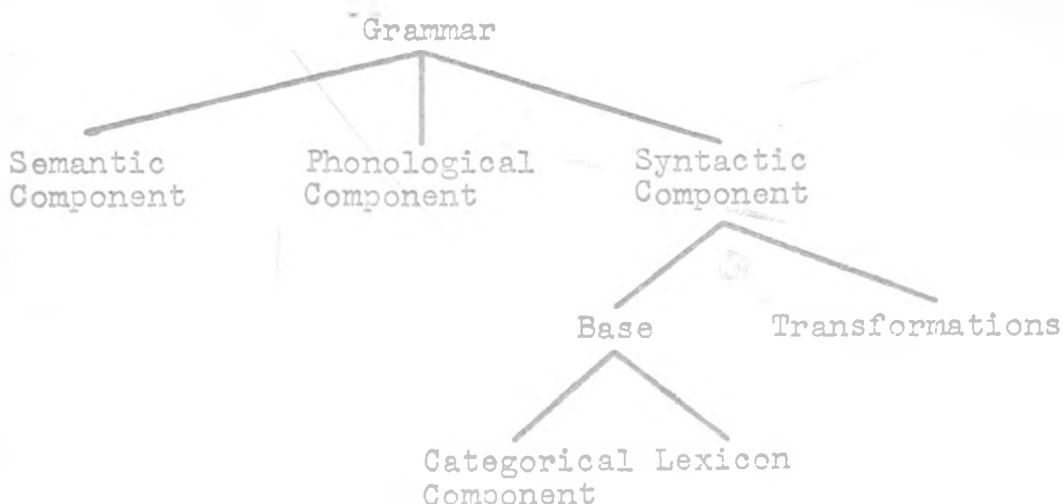 Grammar
Semantic Phonological Syntactic
Component Component Component
Base Transformations
Categorical Lexicon
Component